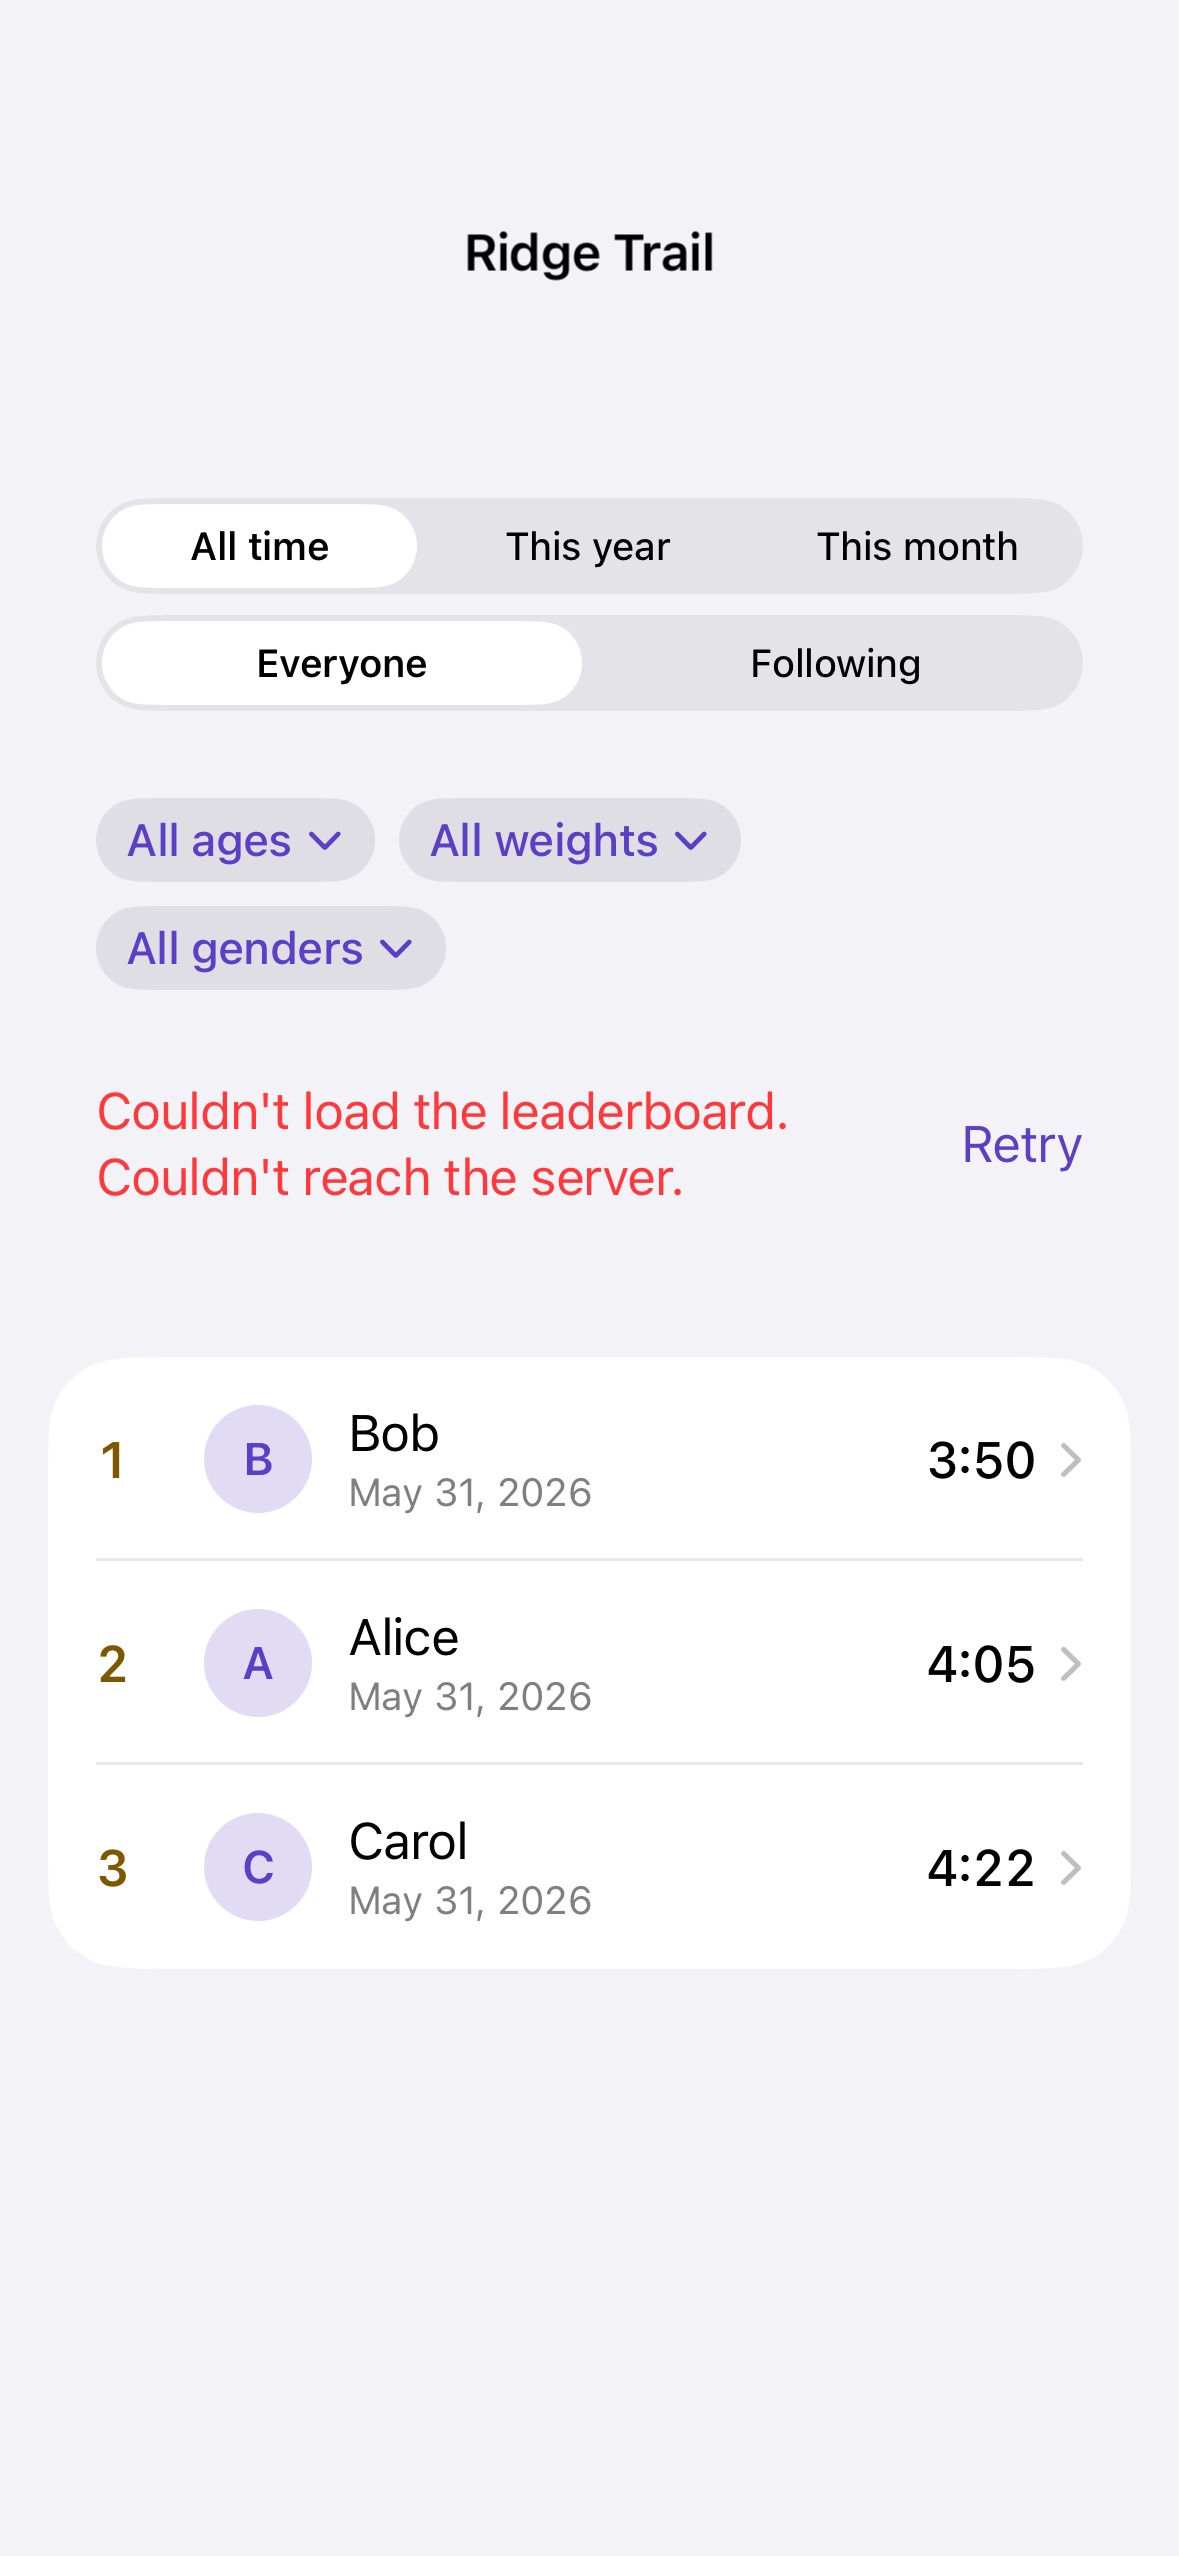 Ridge Trail
All time This year This month
Everyone Following
All ages All weights
All genders
Couldn't load the leaderboard.
Couldn't reach the server.
Retry
1 B Bob 3:50
May 31, 2026
2 A Alice 4:05
May 31, 2026
3 C Carol 4:22
May 31, 2026